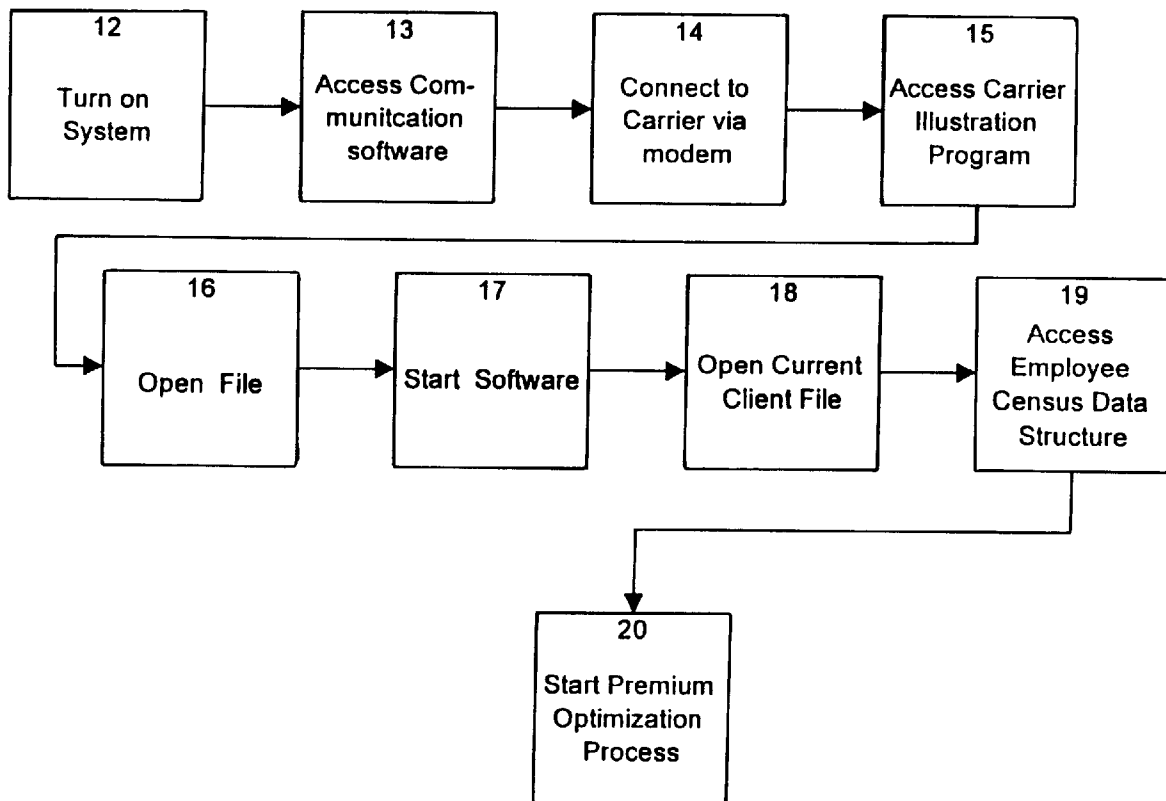 12
Turn on
System
13
Access Com-
munitcation
software
14
Connect to
Carrier via
modem
15
Access Carrier
Illustration
Program
16
Open File
17
Start Software
18
Open Current
Client File
19
Access
Employee
Census Data
Structure
20
Start Premium
Optimization
Process